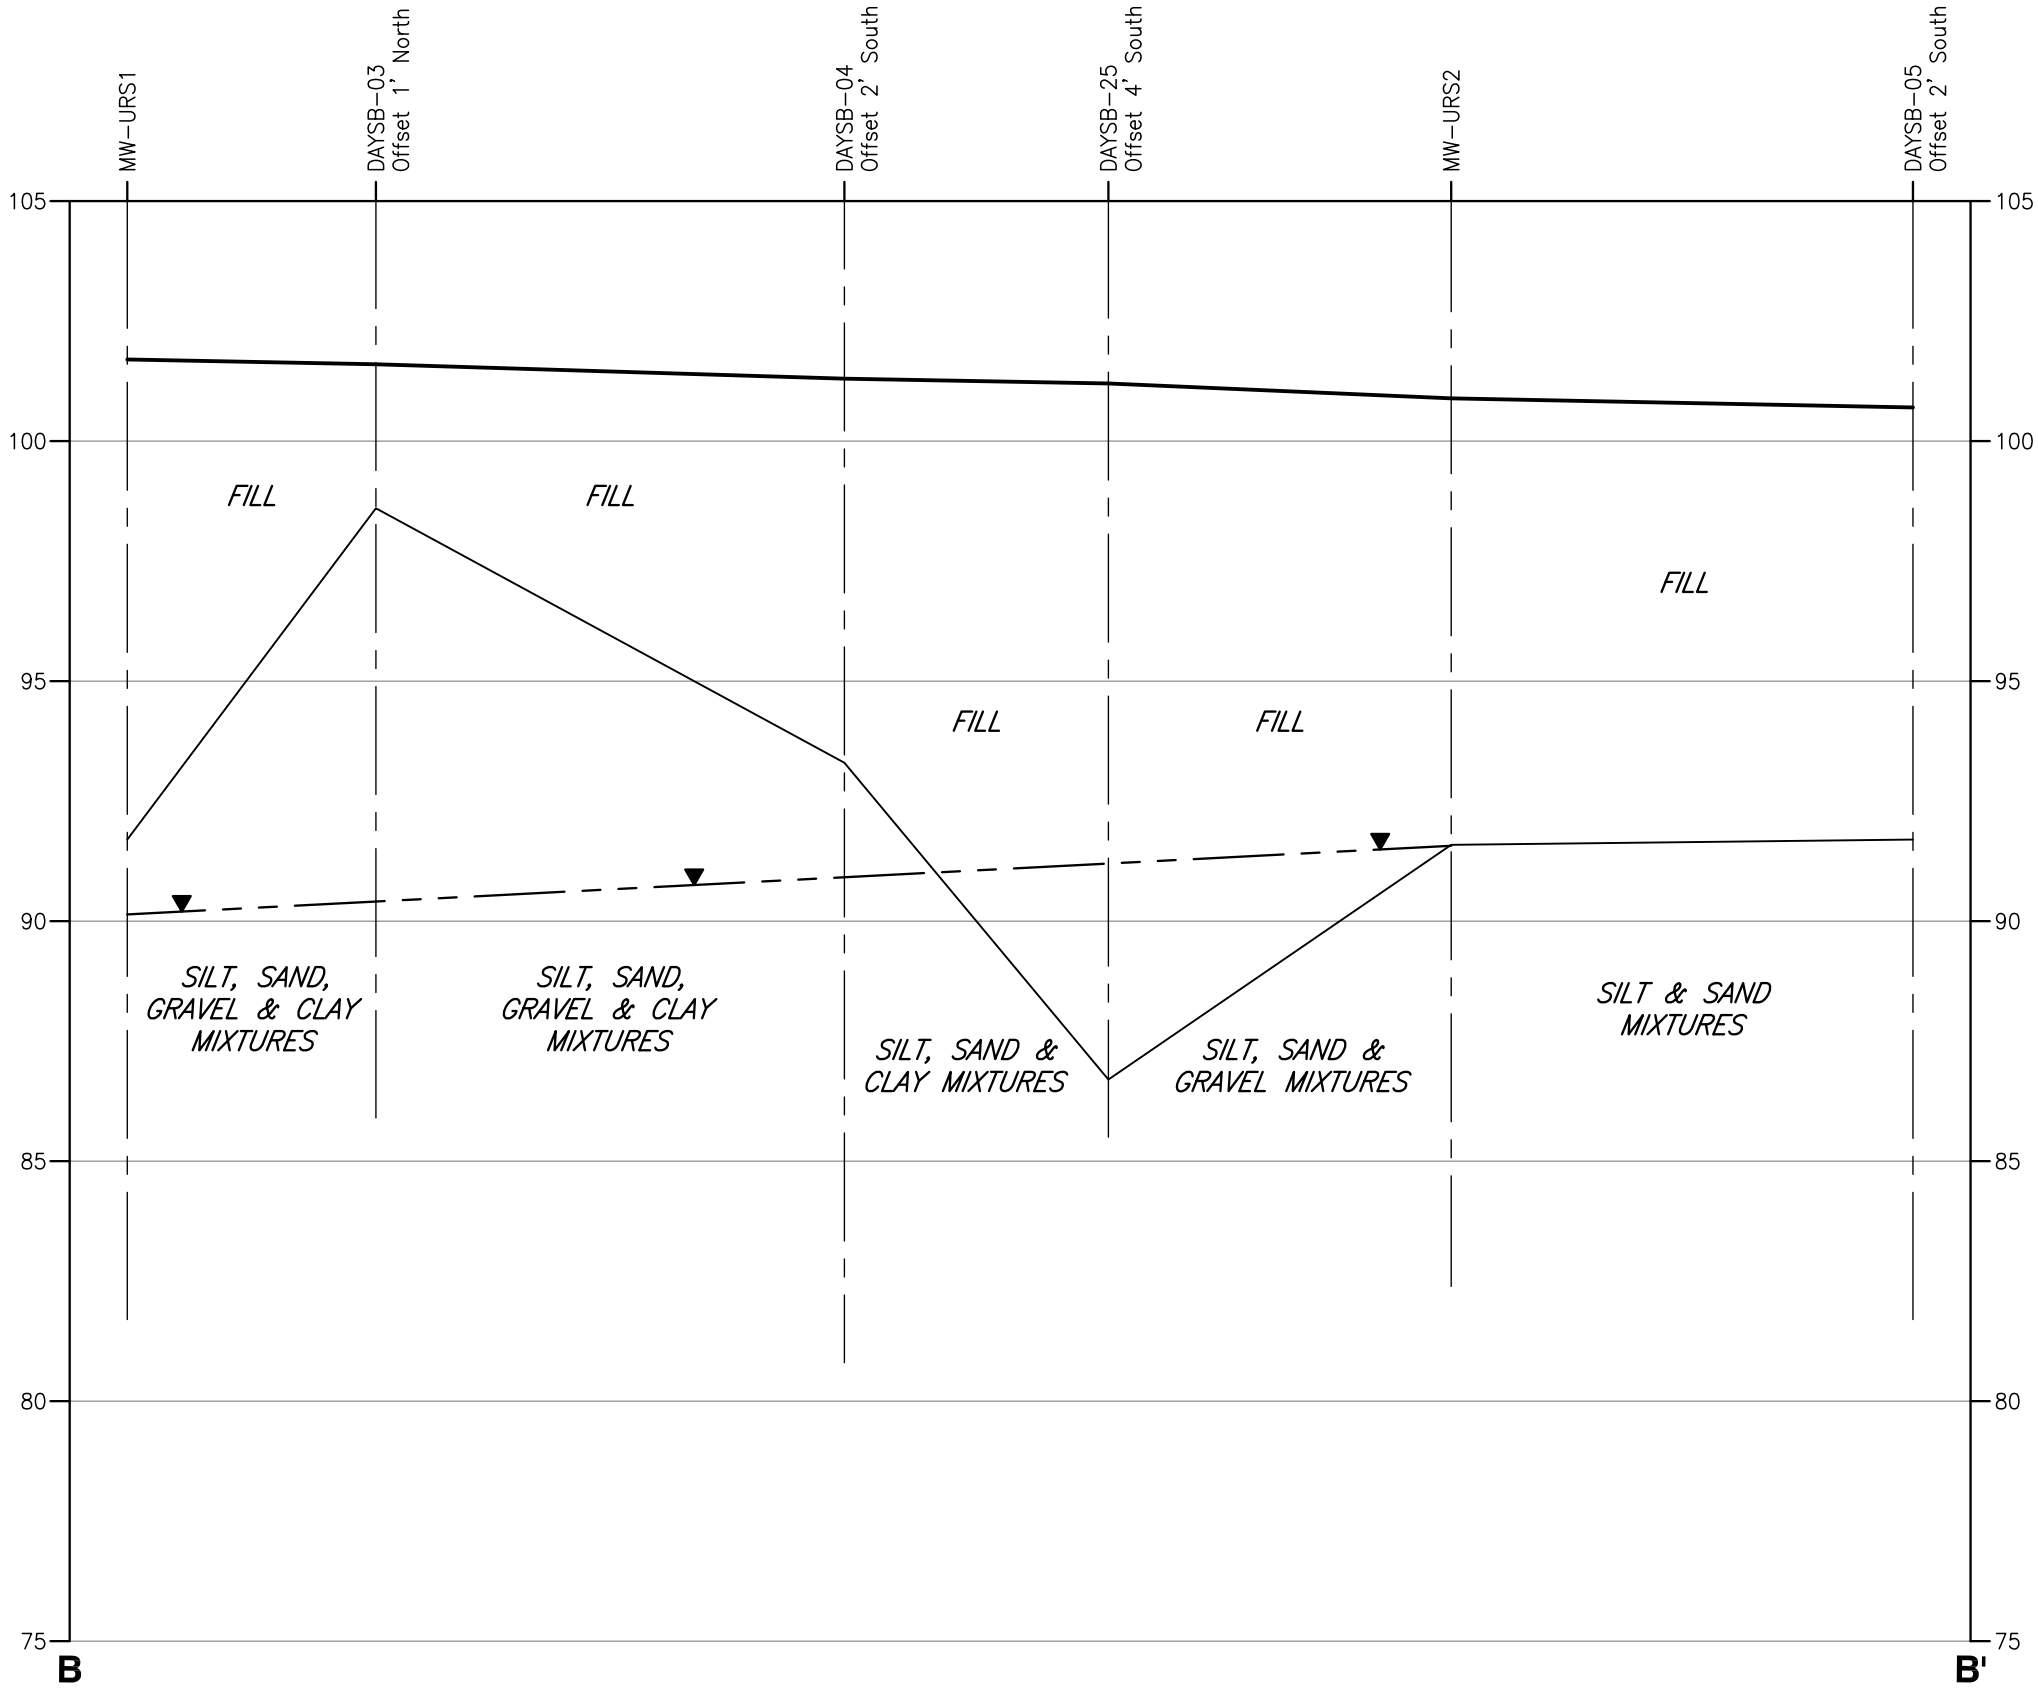 MW-URS1
DAYSB-03
Offset 1' North
DAYSB-04
Offset 2' South
DAYSB-25
Offset 4' South
MW-URS2
DAYSB-05
Offset 2' South
105
105
100
100
FILL
FILL
FILL
95
95
FILL
FILL
90
90
SILT, SAND,
GRAVEL & CLAY
MIXTURES
SILT, SAND,
GRAVEL & CLAY
MIXTURES
SILT, SAND &
CLAY MIXTURES
SILT, SAND &
GRAVEL MIXTURES
SILT & SAND
MIXTURES
85
85
80
80
75
75
B
B'